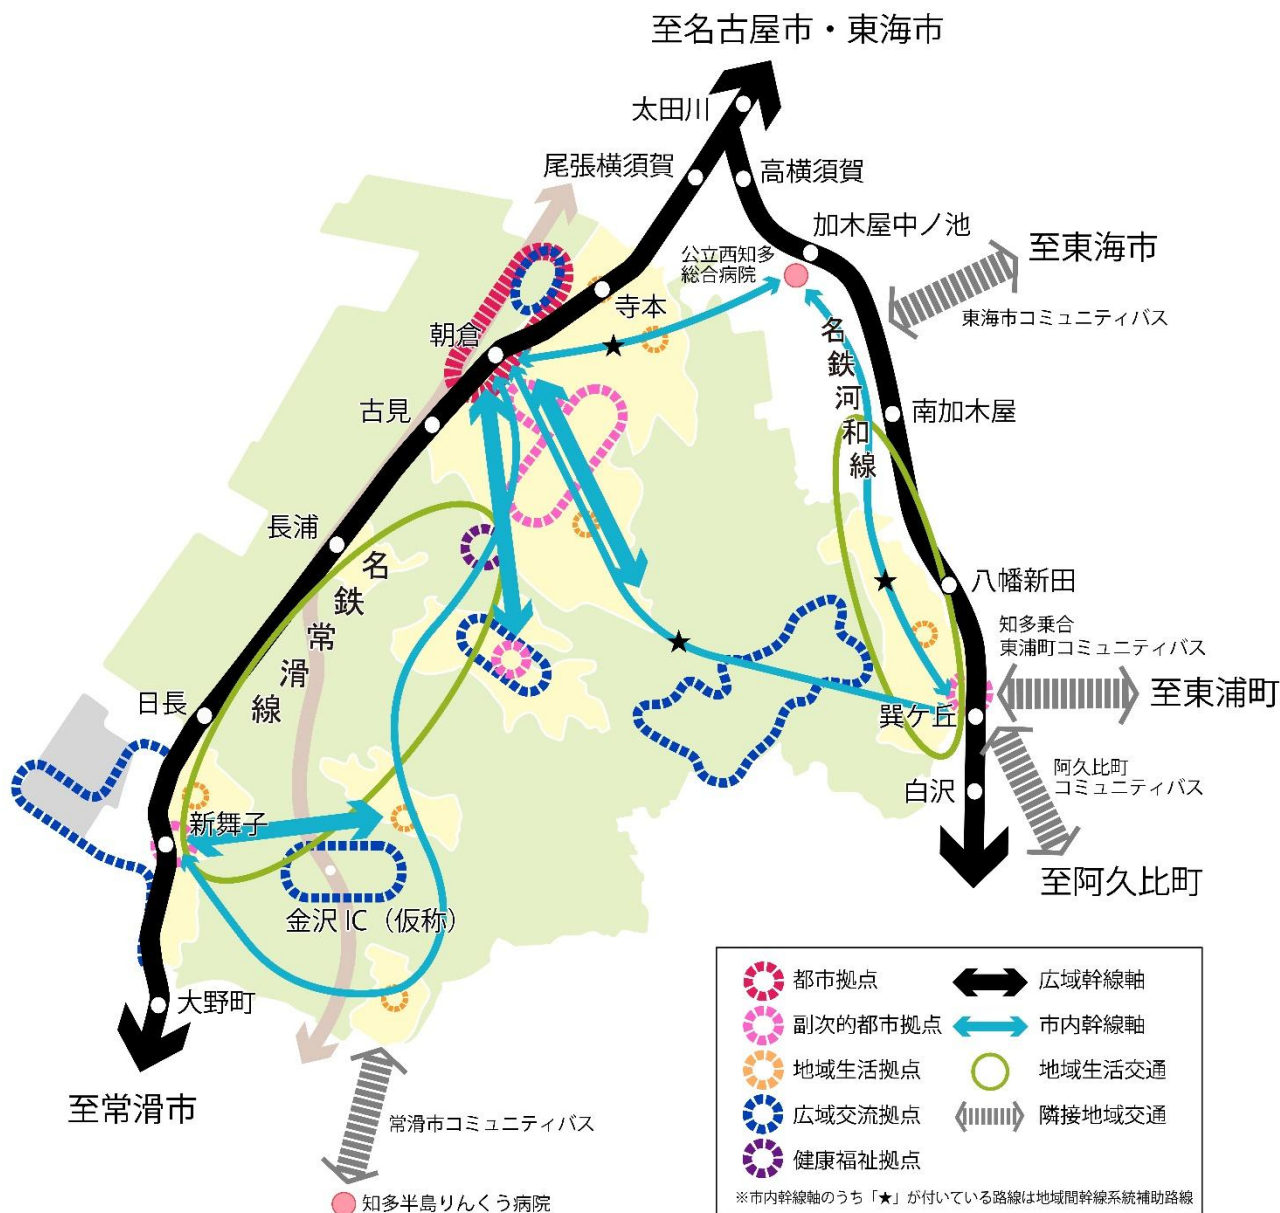 至名古屋市・東海市
太田川
尾張横須賀
高横須賀
加木屋中ノ池
公立西知多
総合病院
至東海市
東海市コミュニティバス
寺本
朝倉
名鉄河和線
古見
南加木屋
長浦
名鉄常滑線
八幡新田
知多乗合
東浦町コミュニティバス
至東浦町
日長
巽ケ丘
阿久比町
コミュニティバス
白沢
新舞子
至阿久比町
金沢 IC（仮称）
大野町
至常滑市
常滑市コミュニティバス
知多半島りんくう病院
都市拠点
広域幹線軸
副次的都市拠点
市内幹線軸
地域生活拠点
地域生活交通
広域交流拠点
隣接地域交通
健康福祉拠点
※市内幹線軸のうち「★」が付いている路線は地域間幹線系統補助路線